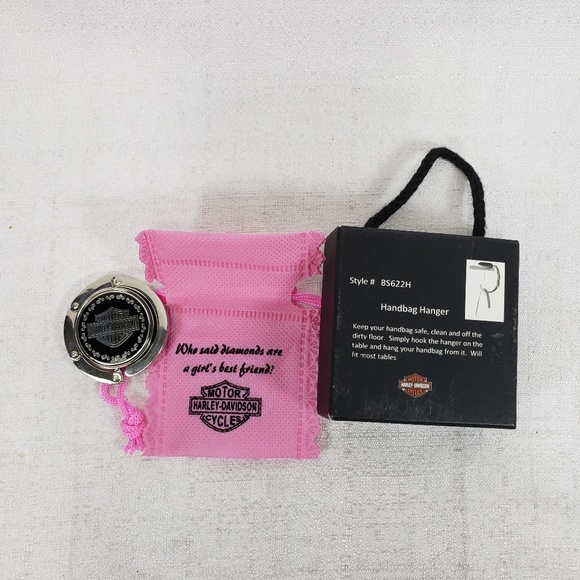 Who said diamonds are
a girl's best friend?
MOTOR
HARLEY-DAVIDSON
CYCLES
Style # BS622H
Handbag Hanger
Keep your handbag safe, clean and off the
dirty floor. Simply hook the hanger on the
table and hang your handbag from it. Will
fit most tables
MOTOR
HARLEY-DAVIDSON
CYCLES